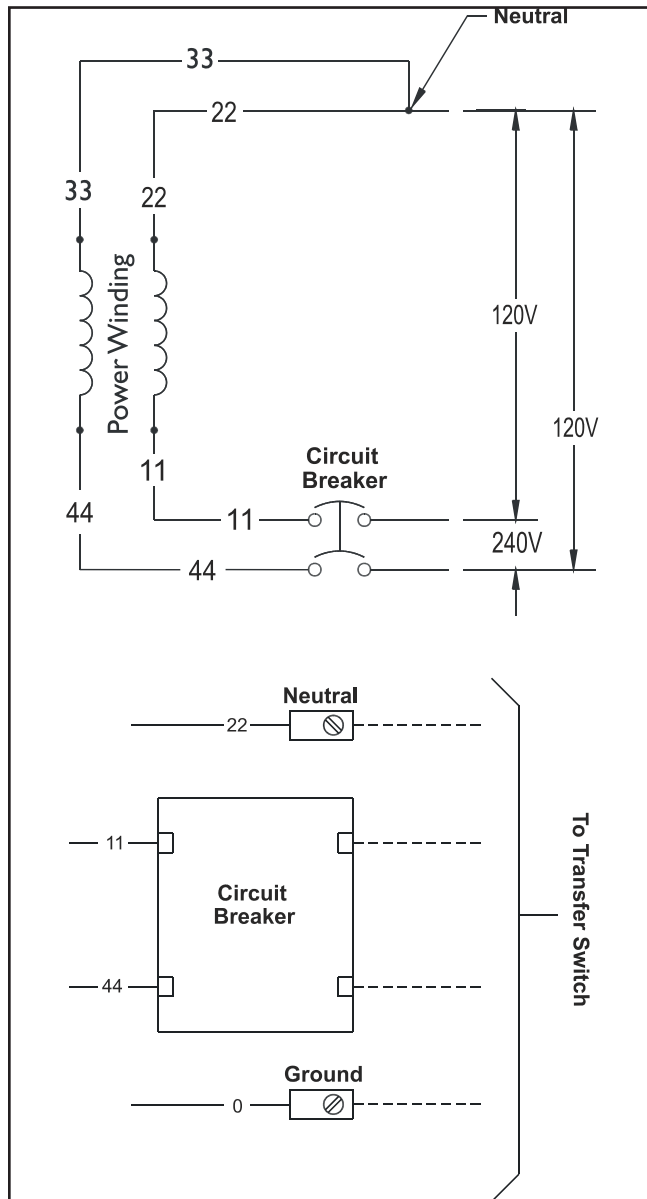 Neutral
33
22
33
22
Power Winding
120V
120V
11
Circuit
Breaker
44
11
240V
44
Neutral
22
11
Circuit
Breaker
44
To Transfer Switch
Ground
0